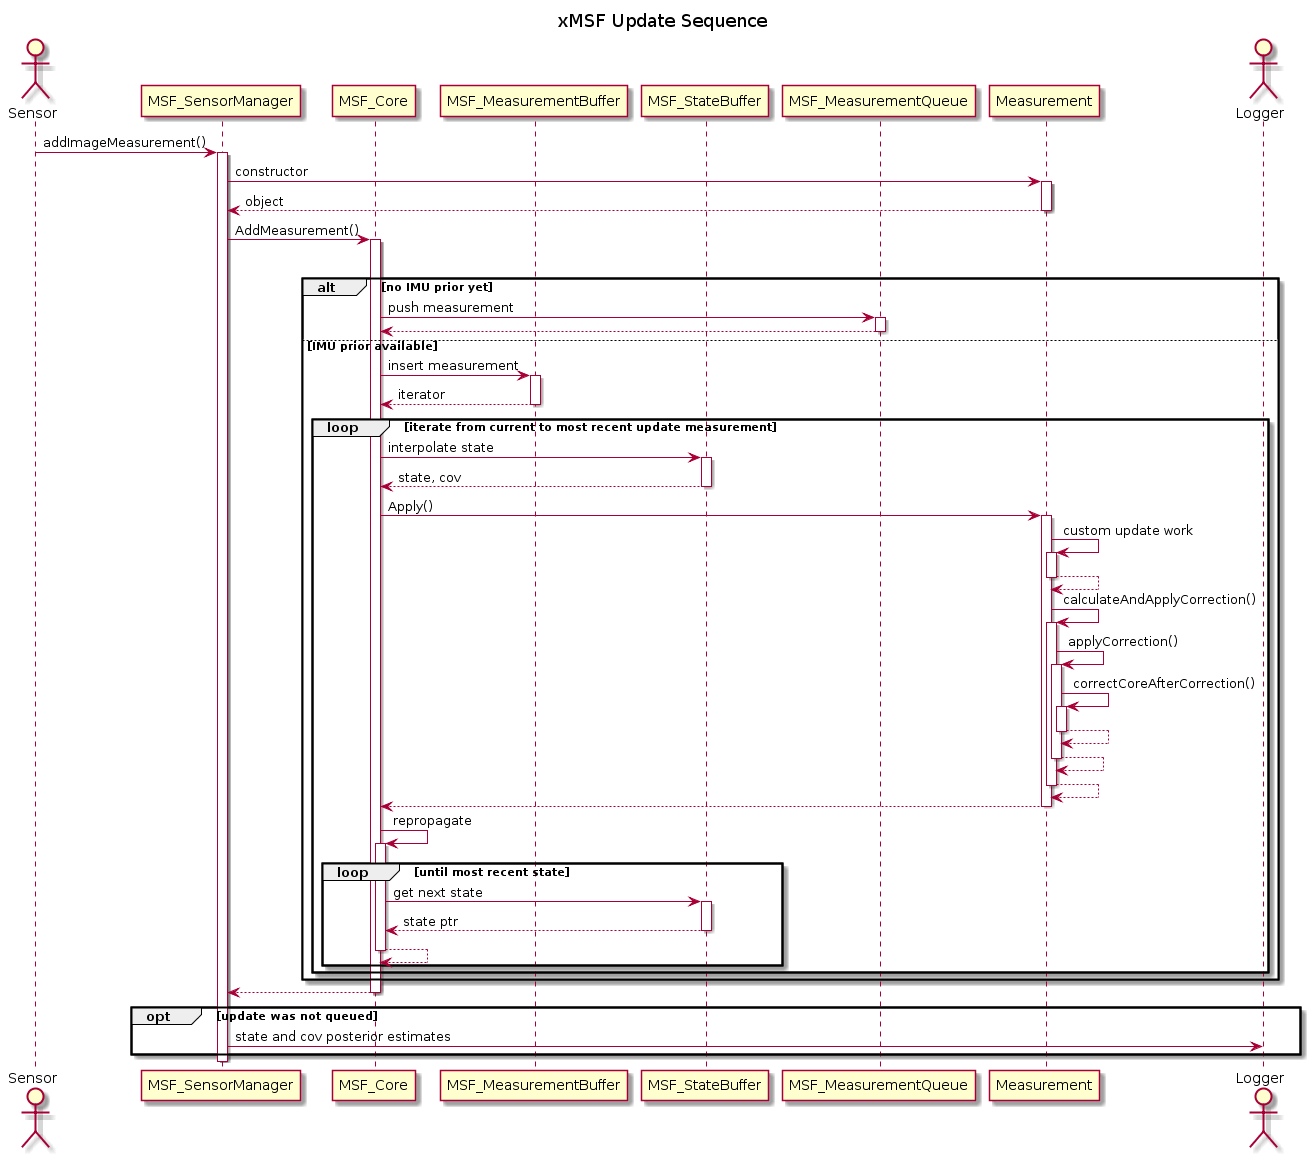 xMSF Update Sequence
Sensor
MSF_SensorManager
MSF_Core
MSF_MeasurementBuffer
MSF_StateBuffer
MSF_MeasurementQueue
Measurement
Logger
addImageMeasurement()
constructor
object
AddMeasurement()
alt
[no IMU prior yet]
push measurement
[IMU prior available]
insert measurement
iterator
loop
[iterate from current to most recent update measurement]
interpolate state
state, cov
Apply()
custom update work
calculateAndApplyCorrection()
applyCorrection()
correctCoreAfterCorrection()
repropagate
loop
[until most recent state]
get next state
state ptr
opt
[update was not queued]
state and cov posterior estimates
Sensor
MSF_SensorManager
MSF_Core
MSF_MeasurementBuffer
MSF_StateBuffer
MSF_MeasurementQueue
Measurement
Logger